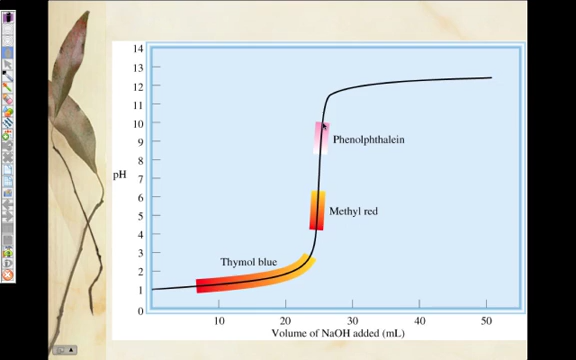 14
13
12
11
10
9
8
7
6
5
4
3
2
1
0
pH
Phenolphthalein
Methyl red
Thymol blue
10 20 30 40 50
Volume of NaOH added (mL)